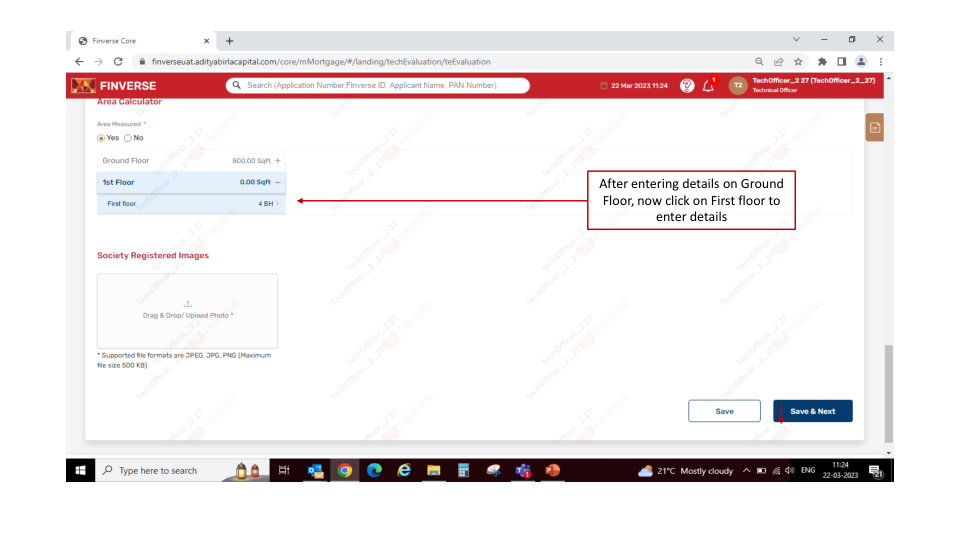 Finverse Core
finverseuat.adityabirlacapital.com/core/mMortgage/#/landing/techEvaluation/teEvaluation
FINVERSE
Search (Application Number,Finverse ID, Applicant Name, PAN Number)
22 Mar 2023 11:24
T2
TechOfficer_2 27 (TechOfficer_2_27)
Technical Officer
Area Calculator
Area Measured *
Yes No
Ground Floor 800.00 Sqft +
1st Floor 0.00 Sqft −
First floor 4 BH >
After entering details on Ground
Floor, now click on First floor to
enter details
Society Registered Images
Drag & Drop/ Upload Photo *
* Supported file formats are JPEG, JPG, PNG (Maximum
file size 500 KB)
Save
Save & Next
Type here to search
21°C Mostly cloudy
ENG
11:24
22-03-2023
21